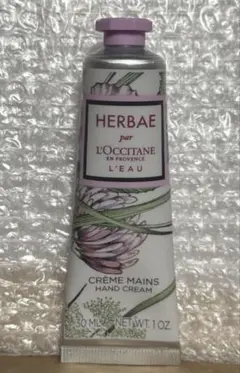 HERBAE
par
L'OCCITANE
EN PROVENCE
L'EAU
CRÈME MAINS
HAND CREAM
30 ML - NET WT. 1 OZ